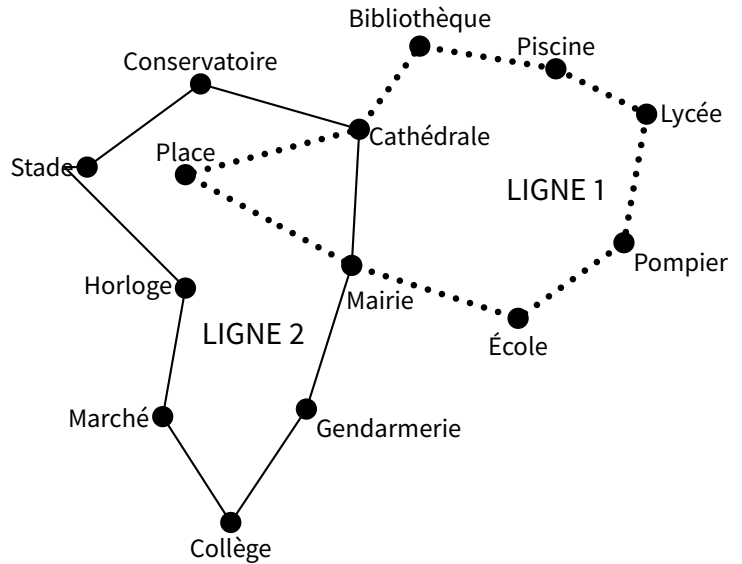 Bibliothèque
Piscine
Conservatoire
Lycée
Cathédrale
Place
Stade
LIGNE 1
Pompier
Horloge
Mairie
LIGNE 2
École
Marché
Gendarmerie
Collège